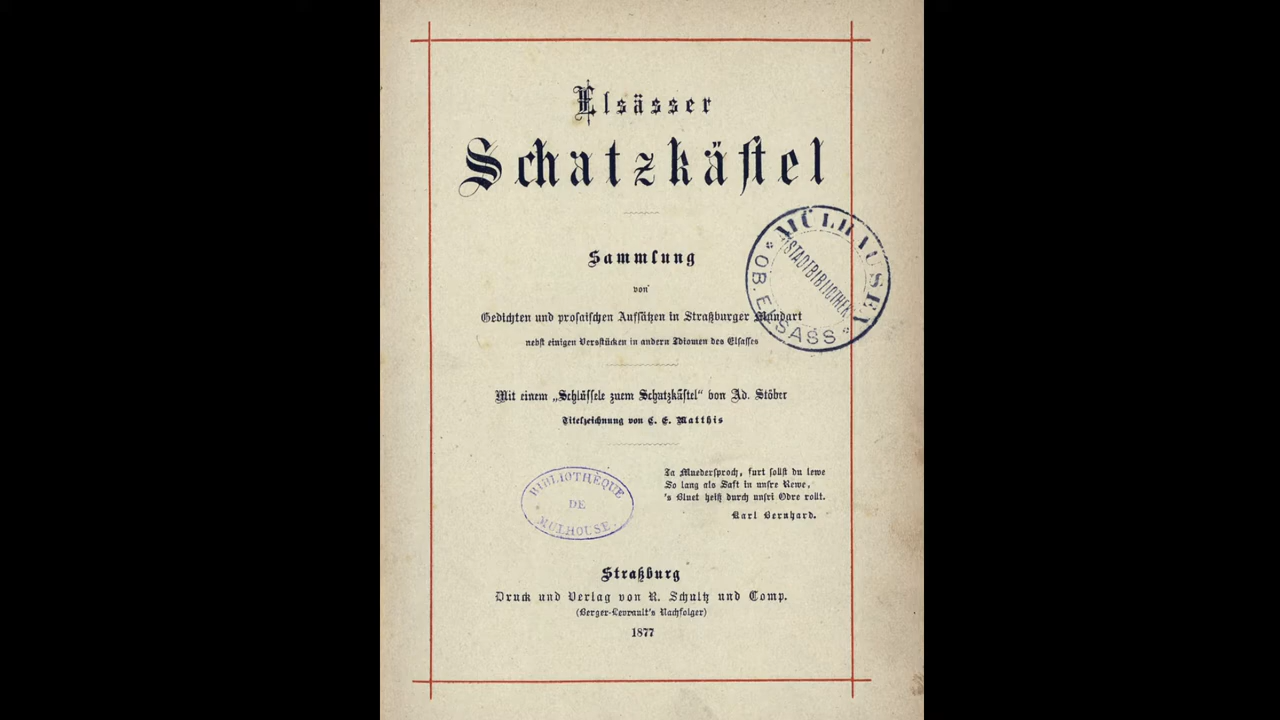 Elsässer
Schatzkästel
Sammlung
von
Gedichten und prosaischen Aufsätzen in Straßburger Mundart
nebst einigen Versstücken in andern Idiomen des Elsasses
Mit einem „Schlüssele zuem Schatzkästel“ von Ad. Stöber
Titelzeichnung von C. E. Matthis
MÜLHAUSEN
STADTBIBLIOTHEK
OB. ELSASS
Ja Muedersproch, furt sollst du lewe
So lang als Saft in unsre Rewe,
's Bluet heiß durch unsri Odre rollt.
Karl Bernhard.
BIBLIOTHÈQUE
DE
MULHOUSE
Straßburg
Druck und Verlag von R. Schultz und Comp.
(Berger-Levrault's Nachfolger)
1877